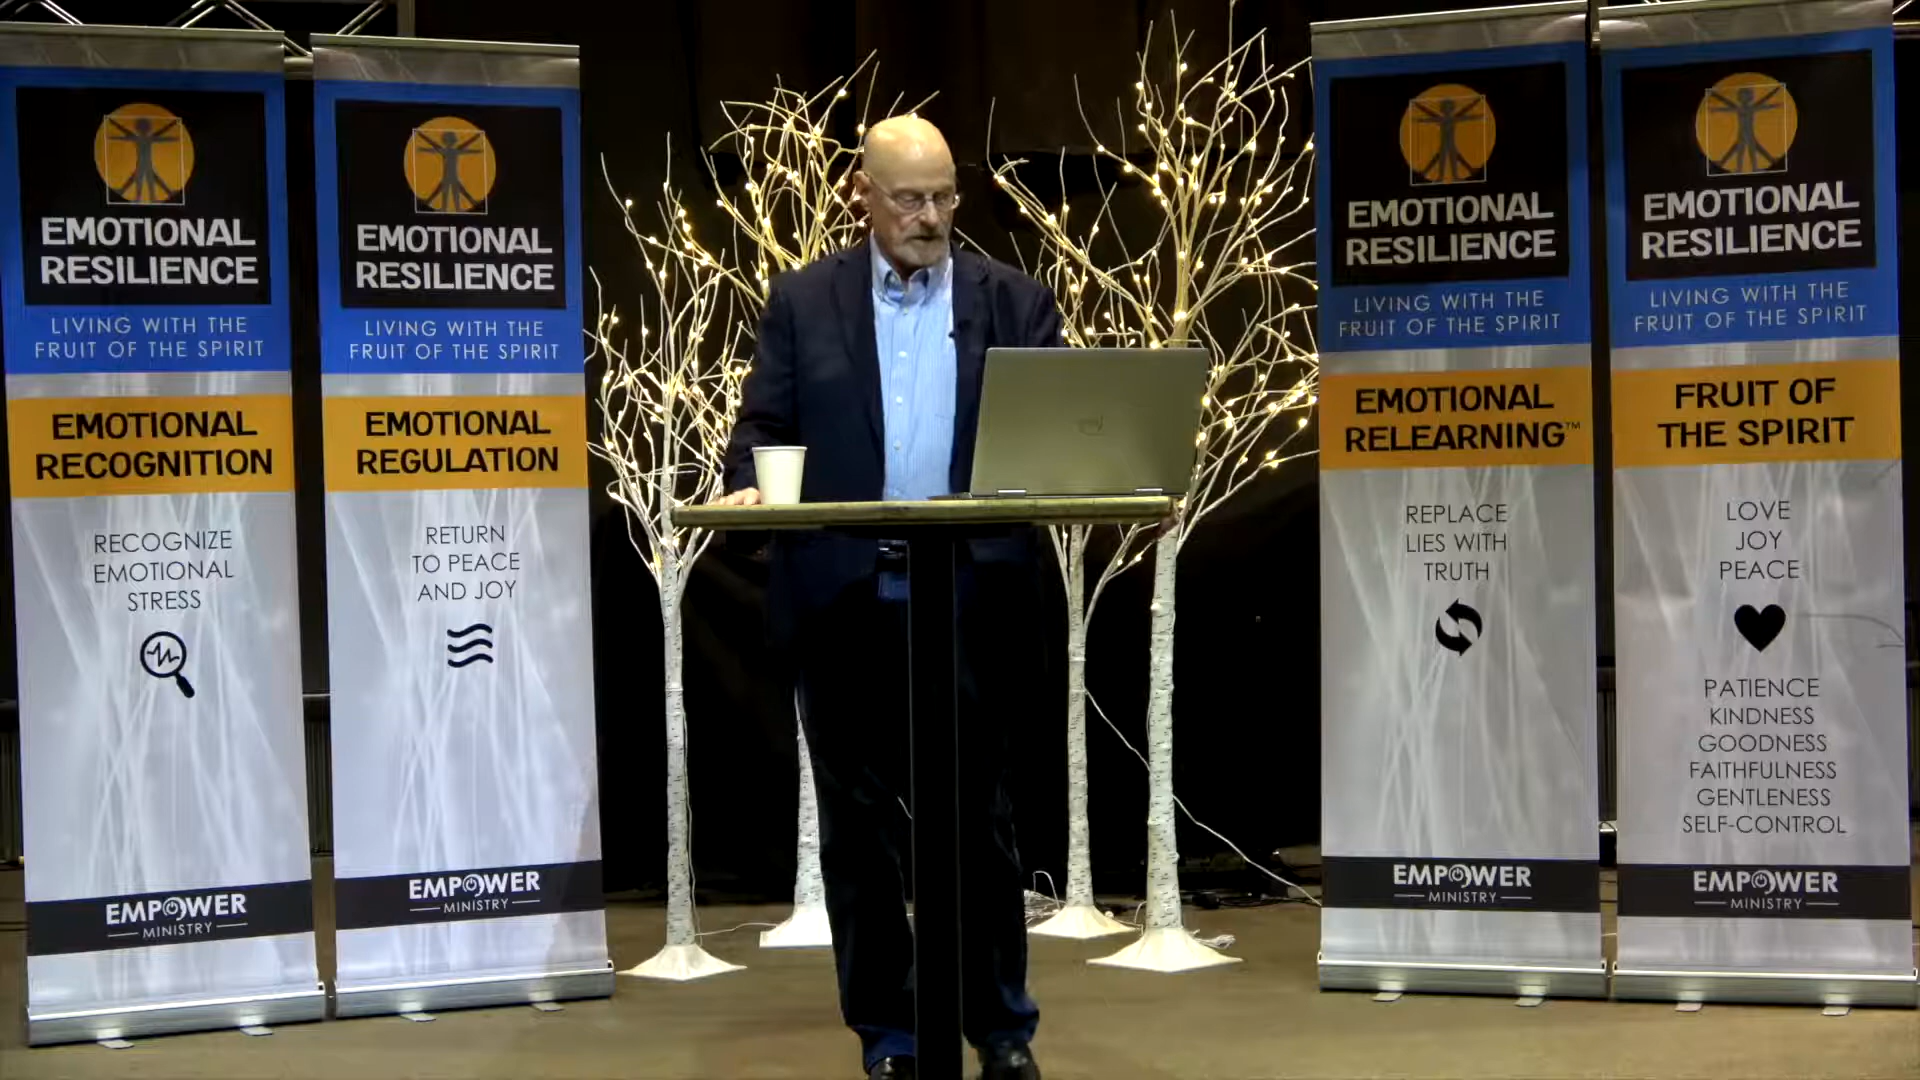 EMOTIONAL
RESILIENCE
LIVING WITH THE
FRUIT OF THE SPIRIT
EMOTIONAL
RECOGNITION
RECOGNIZE
EMOTIONAL
STRESS
EMPOWER
MINISTRY
EMOTIONAL
RESILIENCE
LIVING WITH THE
FRUIT OF THE SPIRIT
EMOTIONAL
REGULATION
RETURN
TO PEACE
AND JOY
EMPOWER
MINISTRY
EMOTIONAL
RESILIENCE
LIVING WITH THE
FRUIT OF THE SPIRIT
EMOTIONAL
RELEARNING™
REPLACE
LIES WITH
TRUTH
EMPOWER
MINISTRY
EMOTIONAL
RESILIENCE
LIVING WITH THE
FRUIT OF THE SPIRIT
FRUIT OF
THE SPIRIT
LOVE
JOY
PEACE
PATIENCE
KINDNESS
GOODNESS
FAITHFULNESS
GENTLENESS
SELF-CONTROL
EMPOWER
MINISTRY